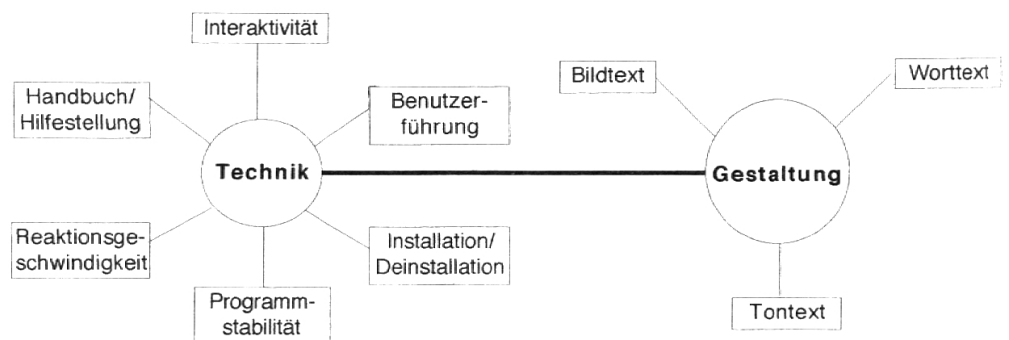 Interaktivität
Handbuch/
Hilfestellung
Benutzer-
führung
Technik
Reaktionsge-
schwindigkeit
Installation/
Deinstallation
Programm-
stabilität
Bildtext
Worttext
Gestaltung
Tontext